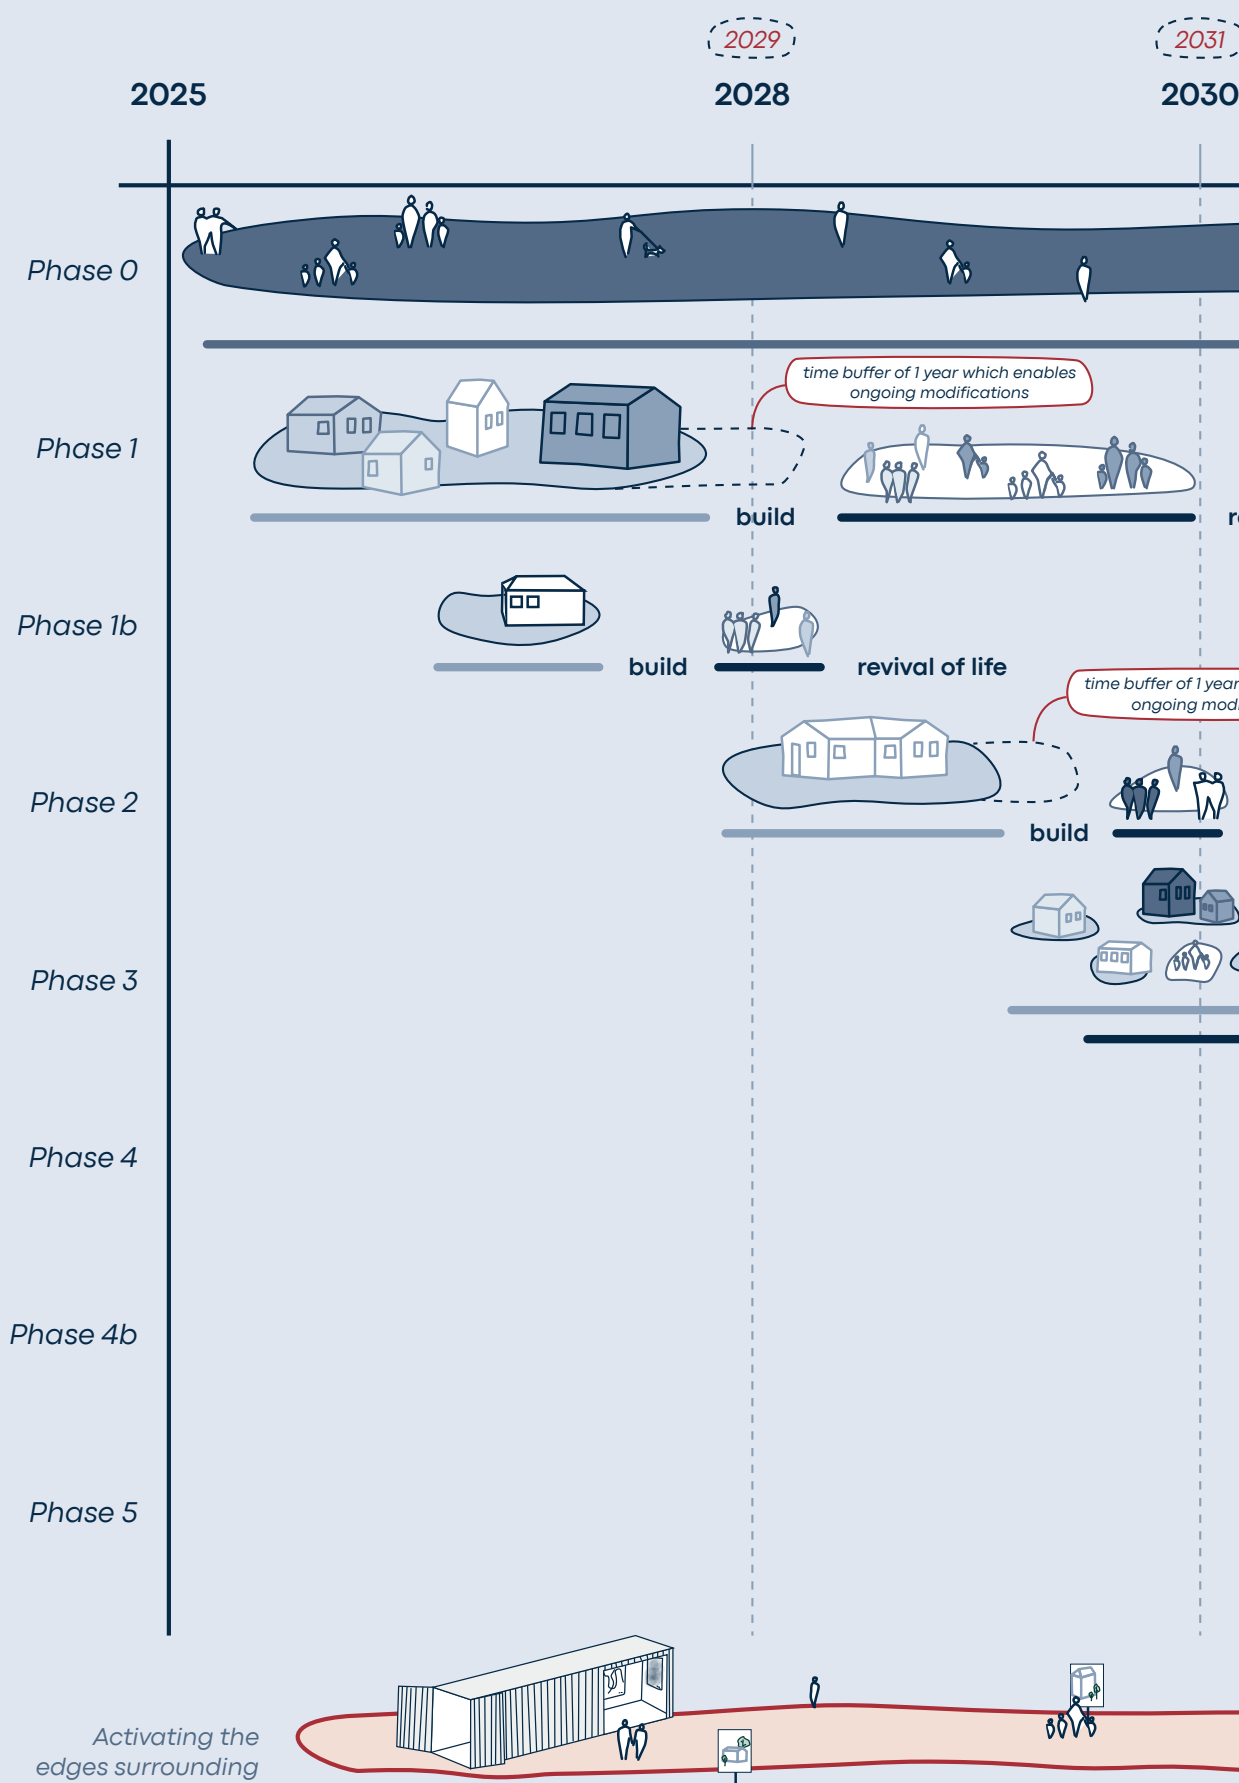 2029
2031
2025
2028
2030
Phase 0
time buffer of 1 year which enables
ongoing modifications
Phase 1
build
Phase 1b
build
revival of life
time buffer of 1 year
Phase 2
build
Phase 3
Phase 4
Phase 4b
Phase 5
Activating the
edges surrounding